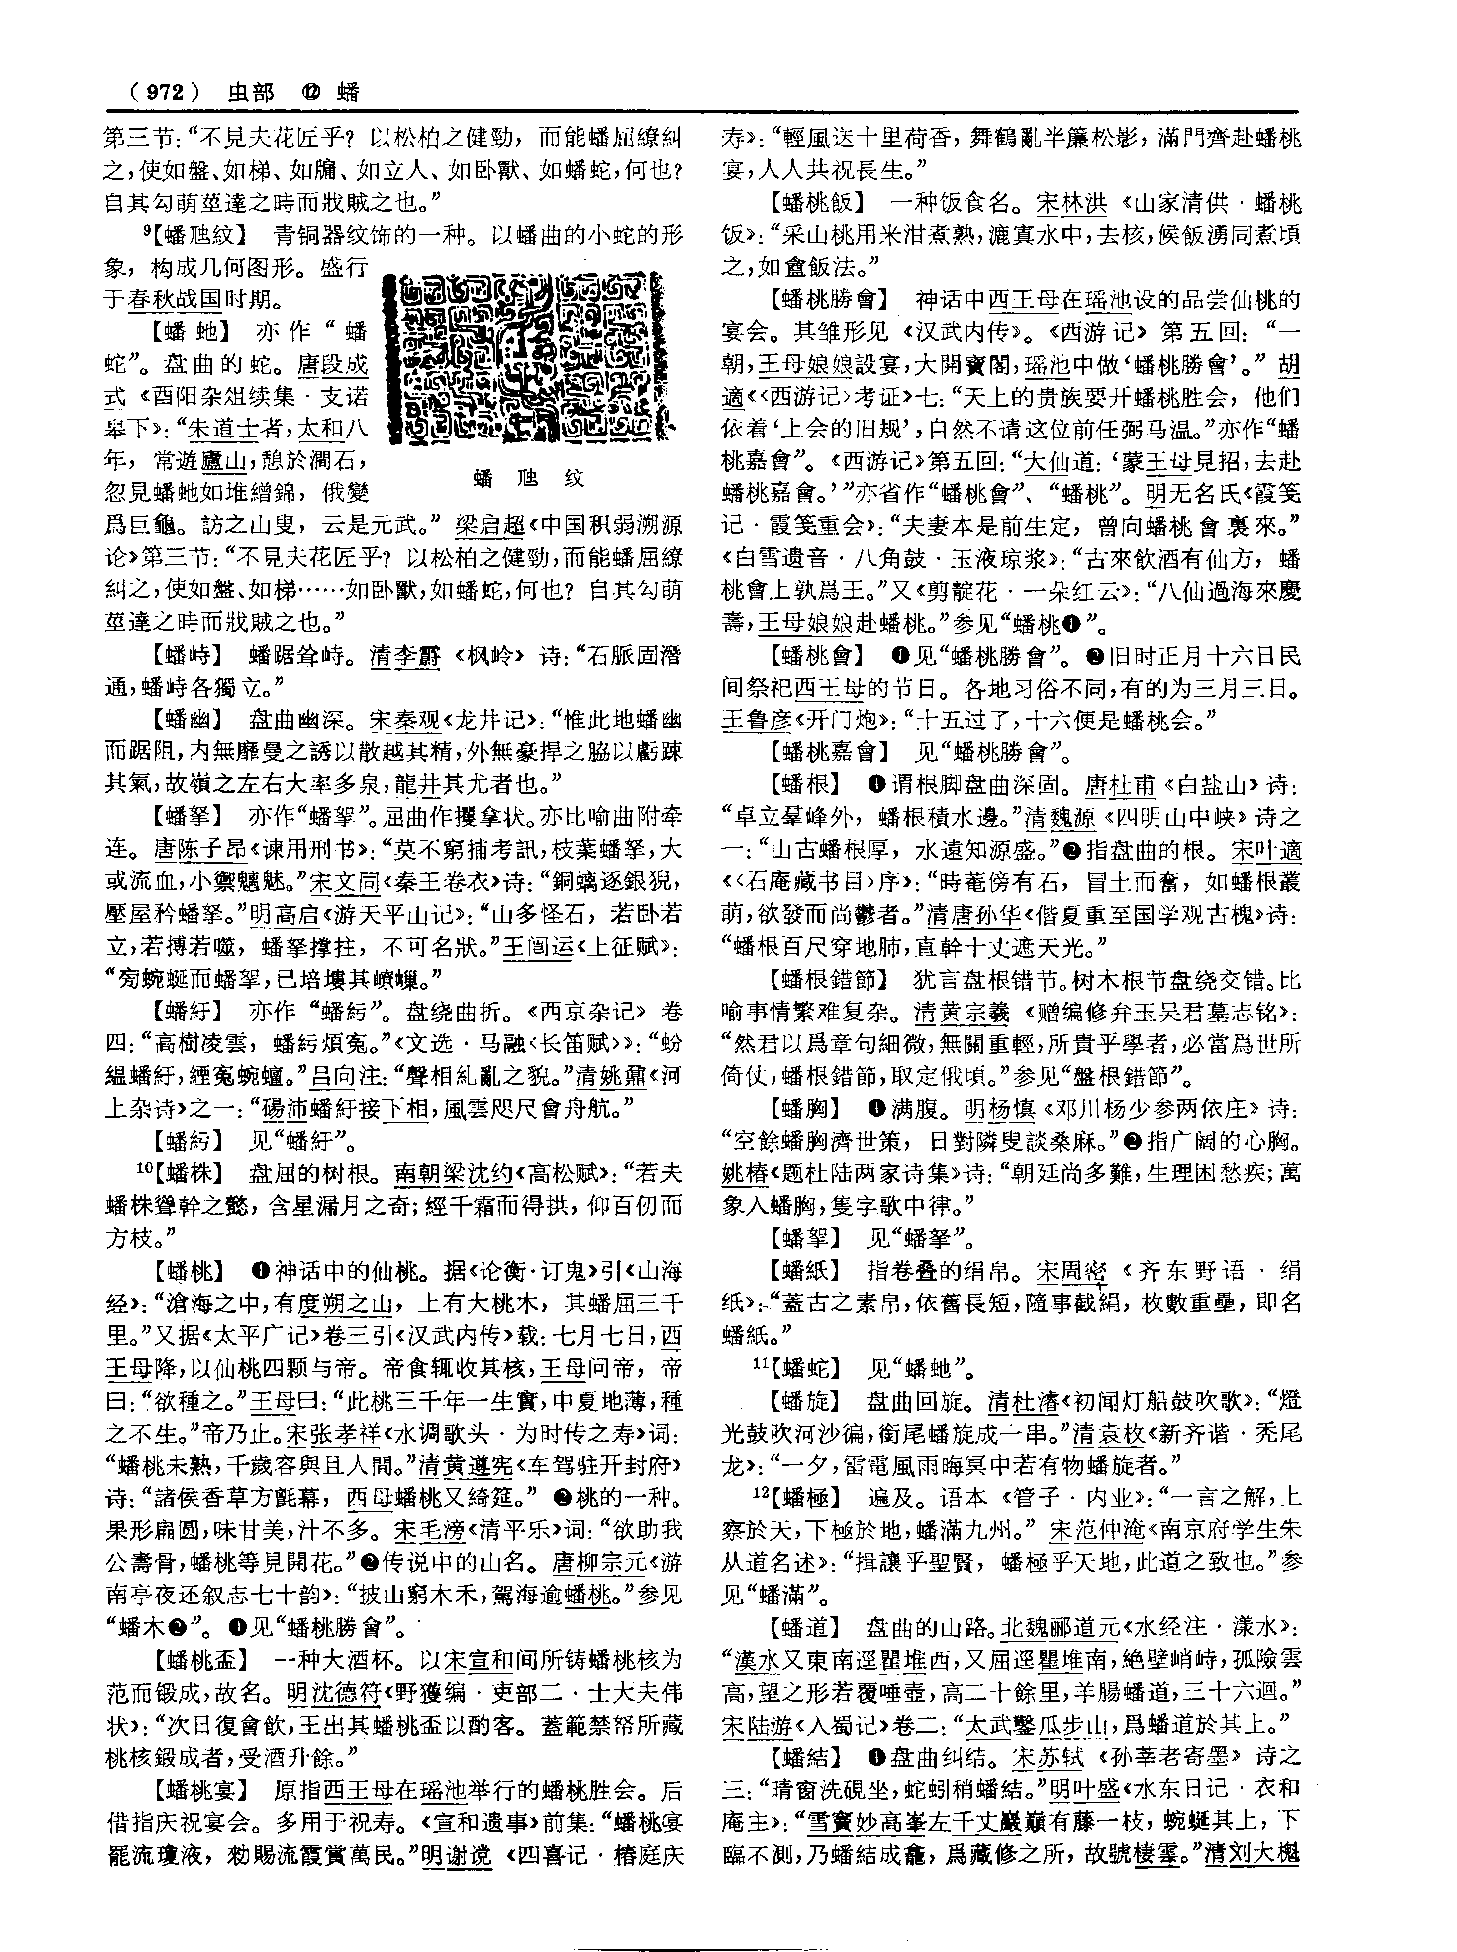 （972） 虫部 ⑫ 蟠
第三节：“不見夫花匠乎？以松柏之健勁，而能蟠屈繚糾
之，使如盤、如梯、如牖、如立人、如卧獸、如蟠蛇，何也？
自其勾萌莖達之時而戕賊之也。”
⁹【蟠虺紋】 青铜器纹饰的一种。以蟠曲的小蛇的形
象，构成几何图形。盛行
于春秋战国时期。
【蟠虵】 亦作“蟠
蛇”。盘曲的蛇。唐段成
式《酉阳杂俎续集·支诺
皋下》：“朱道士者，太和八
年，常遊廬山，憩於澗石，
忽見蟠虵如堆繒錦，俄變
蟠虺纹
爲巨龜。訪之山叟，云是元武。”梁启超《中国积弱溯源
论》第三节：“不見夫花匠乎？以松柏之健勁，而能蟠屈繚
糾之，使如盤、如梯……如卧獸，如蟠蛇，何也？自其勾萌
莖達之時而戕賊之也。”
【蟠峙】 蟠踞耸峙。清李爵《枫岭》诗：“石脈固潛
通，蟠峙各獨立。”
【蟠幽】 盘曲幽深。宋秦观《龙井记》：“惟此地蟠幽
而踞阻，内無靡曼之誘以散越其精，外無豪捍之脇以虧踈
其氣，故嶺之左右大率多泉，龍井其尤者也。”
【蟠拏】 亦作“蟠挐”。屈曲作攫拿状。亦比喻曲附牵
连。唐陈子昂《谏用刑书》：“莫不窮捕考訊，枝葉蟠拏，大
或流血，小禦魑魅。”宋文同《秦王卷衣》诗：“銅螭逐銀猊，
壓屋矜蟠拏。”明高启《游天平山记》：“山多怪石，若卧若
立，若搏若噬，蟠拏撑拄，不可名狀。”王闿运《上征赋》：
“旁蜿蜒而蟠挐，已培塿其㟳嵲。”
【蟠紆】 亦作“蟠紆”。盘绕曲折。《西京杂记》卷
四：“高樹凌雲，蟠紆煩冤。”《文选·马融〈长笛赋〉》：“蚡
緼蟠紆，緸冤蜿蟺。”吕向注：“聲相糺亂之貌。”清姚鼐《河
上杂诗》之一：“碭沛蟠紆接下相，風雲咫尺會舟航。”
【蟠紆】 见“蟠紆”。
¹⁰【蟠株】 盘屈的树根。南朝梁沈约《高松赋》：“若夫
蟠株聳幹之懿，含星漏月之奇；經千霜而得拱，仰百仞而
方枝。”
【蟠桃】 ❶神话中的仙桃。据《论衡·订鬼》引《山海
经》：“滄海之中，有度朔之山，上有大桃木，其蟠屈三千
里。”又据《太平广记》卷三引《汉武内传》载：七月七日，西
王母降，以仙桃四颗与帝。帝食辄收其核，王母问帝，帝
曰：“欲種之。”王母曰：“此桃三千年一生實，中夏地薄，種
之不生。”帝乃止。宋张孝祥《水调歌头·为时传之寿》词：
“蟠桃未熟，千歲容與且人間。”清黄遵宪《车驾驻开封府》
诗：“諸侯香草方氈幕，西母蟠桃又綺筵。”❷桃的一种。
果形扁圆，味甘美，汁不多。宋毛滂《清平乐》词：“欲助我
公壽骨，蟠桃等見開花。”❸传说中的山名。唐柳宗元《游
南亭夜还叙志七十韵》：“披山窮木禾，駕海逾蟠桃。”参见
“蟠木❷”。❹见“蟠桃勝會”。
【蟠桃盃】 一种大酒杯。以宋宣和间所铸蟠桃核为
范而锻成，故名。明沈德符《野獲编·吏部二·士大夫伟
状》：“次日復會飲，王出其蟠桃盃以酌客。蓋範禁帑所藏
桃核鍛成者，受酒升餘。”
【蟠桃宴】 原指西王母在瑶池举行的蟠桃胜会。后
借指庆祝宴会。多用于祝寿。《宣和遗事》前集：“蟠桃宴
罷流瓊液，勑賜流霞賞萬民。”明谢谠《四喜记·椿庭庆
寿》：“輕風送十里荷香，舞鶴亂半簾松影，滿門齊赴蟠桃
宴，人人共祝長生。”
【蟠桃飯】 一种饭食名。宋林洪《山家清供·蟠桃
饭》：“采山桃用米泔煮熟，漉寘水中，去核，候飯湧同煮頃
之，如盦飯法。”
【蟠桃勝會】 神话中西王母在瑶池设的品尝仙桃的
宴会。其雏形见《汉武内传》。《西游记》第五回：“一
朝，王母娘娘設宴，大開寶閣，瑶池中做‘蟠桃勝會’。”胡
適《〈西游记〉考证》七：“天上的贵族要开蟠桃胜会，他们
依着‘上会的旧规’，自然不请这位前任弼马温。”亦作“蟠
桃嘉會”。《西游记》第五回：“大仙道：‘蒙王母見招，去赴
蟠桃嘉會。’”亦省作“蟠桃會”、“蟠桃”。明无名氏《霞笺
记·霞笺重会》：“夫妻本是前生定，曾向蟠桃會裏來。”
《白雪遗音·八角鼓·玉液琼浆》：“古來飲酒有仙方，蟠
桃會上孰爲王。”又《剪靛花·一朵红云》：“八仙過海來慶
壽，王母娘娘赴蟠桃。”参见“蟠桃❶”。
【蟠桃會】 ❶见“蟠桃勝會”。❷旧时正月十六日民
间祭祀西王母的节日。各地习俗不同，有的为三月三日。
王鲁彦《开门炮》：“十五过了，十六便是蟠桃会。”
【蟠桃嘉會】 见“蟠桃勝會”。
【蟠根】 ❶谓根脚盘曲深固。唐杜甫《白盐山》诗：
“卓立羣峰外，蟠根積水邊。”清魏源《四明山中峡》诗之
一：“山古蟠根厚，水遠知源盛。”❷指盘曲的根。宋叶適
《〈石庵藏书目〉序》：“時菴傍有石，冒土而奮，如蟠根叢
萌，欲發而尚鬱者。”清唐孙华《偕夏重至国学观古槐》诗：
“蟠根百尺穿地肺，直幹十丈遮天光。”
【蟠根錯節】 犹言盘根错节。树木根节盘绕交错。比
喻事情繁难复杂。清黄宗羲《赠编修弁玉吴君墓志铭》：
“然君以爲章句細微，無關重輕，所貴乎學者，必當爲世所
倚仗，蟠根錯節，取定俄頃。”参见“盤根錯節”。
【蟠胸】 ❶满腹。明杨慎《邓川杨少参两依庄》诗：
“空餘蟠胸濟世策，日對隣叟談桑麻。”❷指广阔的心胸。
姚椿《题杜陆两家诗集》诗：“朝廷尚多難，生理困愁疾；萬
象入蟠胸，隻字歌中律。”
【蟠挐】 见“蟠拏”。
【蟠紙】 指卷叠的绢帛。宋周密《齐东野语·绢
纸》：“蓋古之素帛，依舊長短，隨事截絹，枚數重疊，即名
蟠紙。”
¹¹【蟠蛇】 见“蟠虵”。
【蟠旋】 盘曲回旋。清杜濬《初闻灯船鼓吹歌》：“燈
光鼓吹河沙徧，銜尾蟠旋成一串。”清袁枚《新齐谐·秃尾
龙》：“一夕，雷電風雨晦冥中若有物蟠旋者。”
¹²【蟠極】 遍及。语本《管子·内业》：“一言之解，上
察於天，下極於地，蟠滿九州。”宋范仲淹《南京府学生朱
从道名述》：“揖讓乎聖賢，蟠極乎天地，此道之致也。”参
见“蟠滿”。
【蟠道】 盘曲的山路。北魏郦道元《水经注·漾水》：
“漢水又東南逕瞿堆西，又屈逕瞿堆南，絶壁峭峙，孤險雲
高，望之形若覆唾壺，高二十餘里，羊腸蟠道，三十六迴。”
宋陆游《入蜀记》卷二：“太武鑿瓜步山，爲蟠道於其上。”
【蟠結】 ❶盘曲纠结。宋苏轼《孙莘老寄墨》诗之
三：“晴窗洗硯坐，蛇蚓稍蟠結。”明叶盛《水东日记·衣和
庵主》：“雪竇妙高峯左千丈巖巔有藤一枝，蜿蜒其上，下
臨不測，乃蟠結成龕，爲藏修之所，故號棲雲。”清刘大櫆